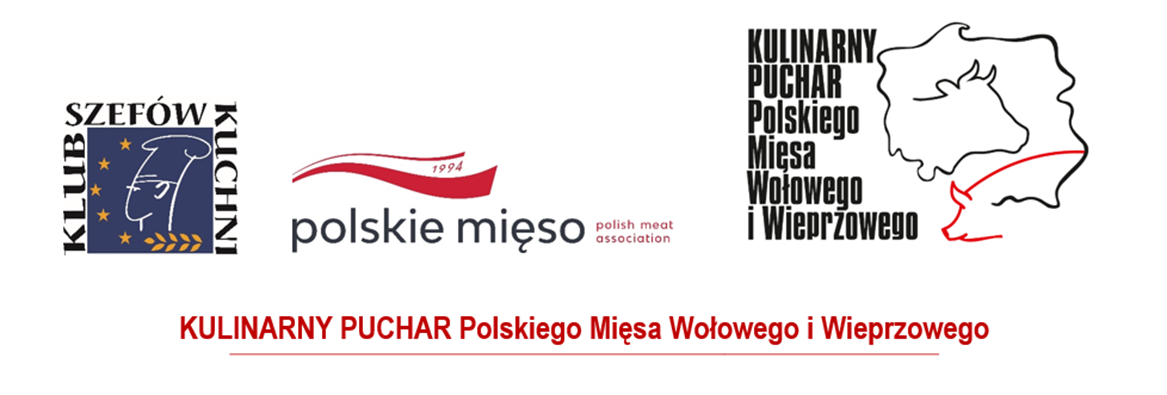 KLUB
SZEFÓW
KUCHNI
1994
polskie mięso
polish meat
association
KULINARNY
PUCHAR
Polskiego
Mięsa
Wołowego
i Wieprzowego
KULINARNY PUCHAR Polskiego Mięsa Wołowego i Wieprzowego